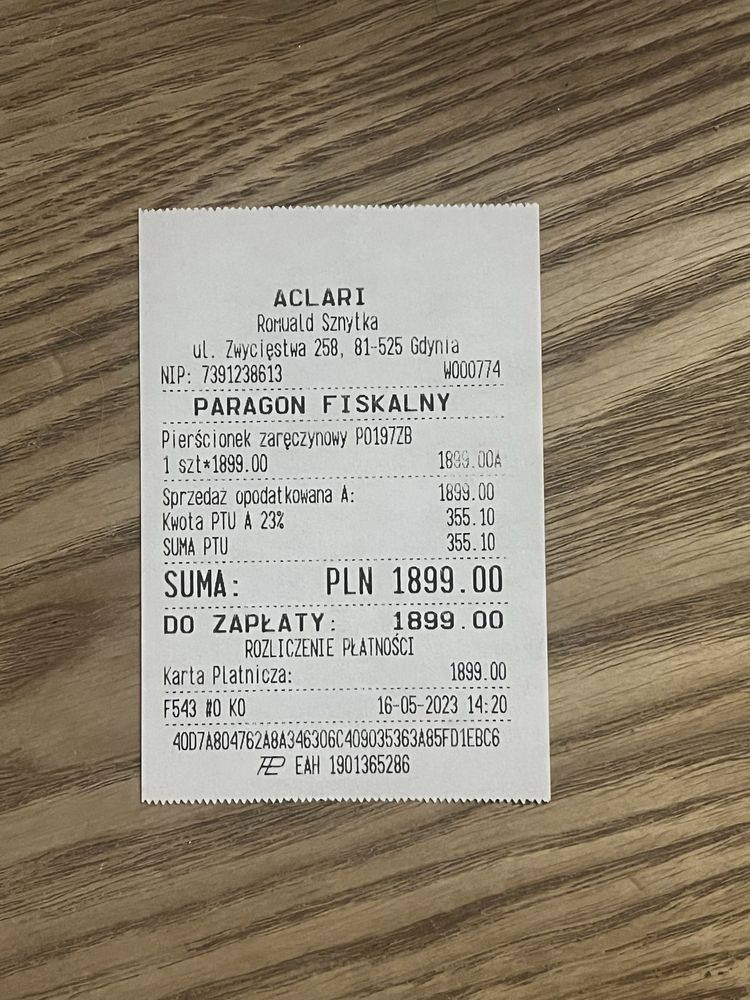 ACLARI
Romuald Sznytka
ul. Zwycięstwa 258, 81-525 Gdynia
NIP: 7391238613 W000774
PARAGON FISKALNY
Pierścionek zaręczynowy P0197ZB
1 szt*1899.00 1899.00A
Sprzedaż opodatkowana A: 1899.00
Kwota PTU A 23% 355.10
SUMA PTU 355.10
SUMA: PLN 1899.00
DO ZAPŁATY: 1899.00
ROZLICZENIE PŁATNOŚCI
Karta Płatnicza: 1899.00
F543 #0 K0 16-05-2023 14:20
40D7A804762A8A346306C409035363A85FD1EBC6
EAH 1901365286